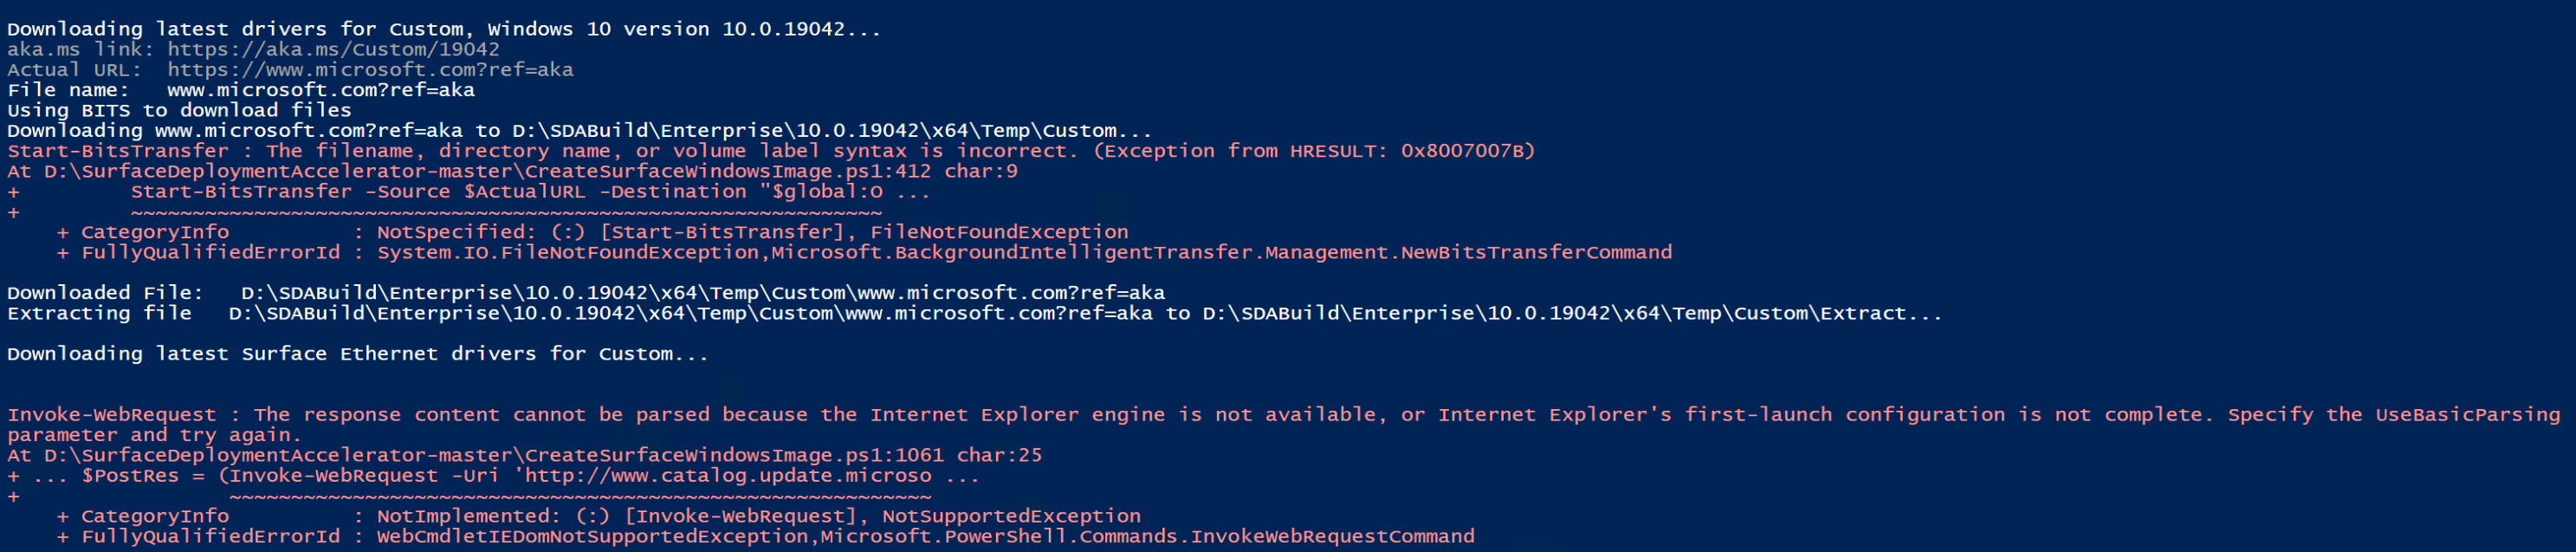 Downloading latest drivers for Custom, Windows 10 version 10.0.19042...
aka.ms link: https://aka.ms/Custom/19042
Actual URL:  https://www.microsoft.com?ref=aka
File name:   www.microsoft.com?ref=aka
Using BITS to download files
Downloading www.microsoft.com?ref=aka to D:\SDABuild\Enterprise\10.0.19042\x64\Temp\Custom...
Start-BitsTransfer : The filename, directory name, or volume label syntax is incorrect. (Exception from HRESULT: 0x8007007B)
At D:\SurfaceDeploymentAccelerator-master\CreateSurfaceWindowsImage.ps1:412 char:9
+         Start-BitsTransfer -Source $ActualURL -Destination "$global:O ...
+         ~~~~~~~~~~~~~~~~~~~~~~~~~~~~~~~~~~~~~~~~~~~~~~~~~~~~~~~~~~~~~
    + CategoryInfo          : NotSpecified: (:) [Start-BitsTransfer], FileNotFoundException
    + FullyQualifiedErrorId : System.IO.FileNotFoundException,Microsoft.BackgroundIntelligentTransfer.Management.NewBitsTransferCommand
Downloaded File:   D:\SDABuild\Enterprise\10.0.19042\x64\Temp\Custom\www.microsoft.com?ref=aka
Extracting file   D:\SDABuild\Enterprise\10.0.19042\x64\Temp\Custom\www.microsoft.com?ref=aka to D:\SDABuild\Enterprise\10.0.19042\x64\Temp\Custom\Extract...
Downloading latest Surface Ethernet drivers for Custom...
Invoke-WebRequest : The response content cannot be parsed because the Internet Explorer engine is not available, or Internet Explorer's first-launch configuration is not complete. Specify the UseBasicParsing
parameter and try again.
At D:\SurfaceDeploymentAccelerator-master\CreateSurfaceWindowsImage.ps1:1061 char:25
+ ... $PostRes = (Invoke-WebRequest -Uri 'http://www.catalog.update.microso ...
+                 ~~~~~~~~~~~~~~~~~~~~~~~~~~~~~~~~~~~~~~~~~~~~~~~~~~~~~~~~~
    + CategoryInfo          : NotImplemented: (:) [Invoke-WebRequest], NotSupportedException
    + FullyQualifiedErrorId : WebCmdletIEDomNotSupportedException,Microsoft.PowerShell.Commands.InvokeWebRequestCommand